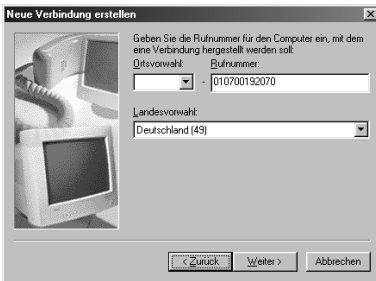 Neue Verbindung erstellen
Geben Sie die Rufnummer für den Computer ein, mit dem
eine Verbindung hergestellt werden soll:
Ortsvorwahl: Rufnummer:
- 010700192070
Landesvorwahl:
Deutschland (49)
< Zurück Weiter > Abbrechen